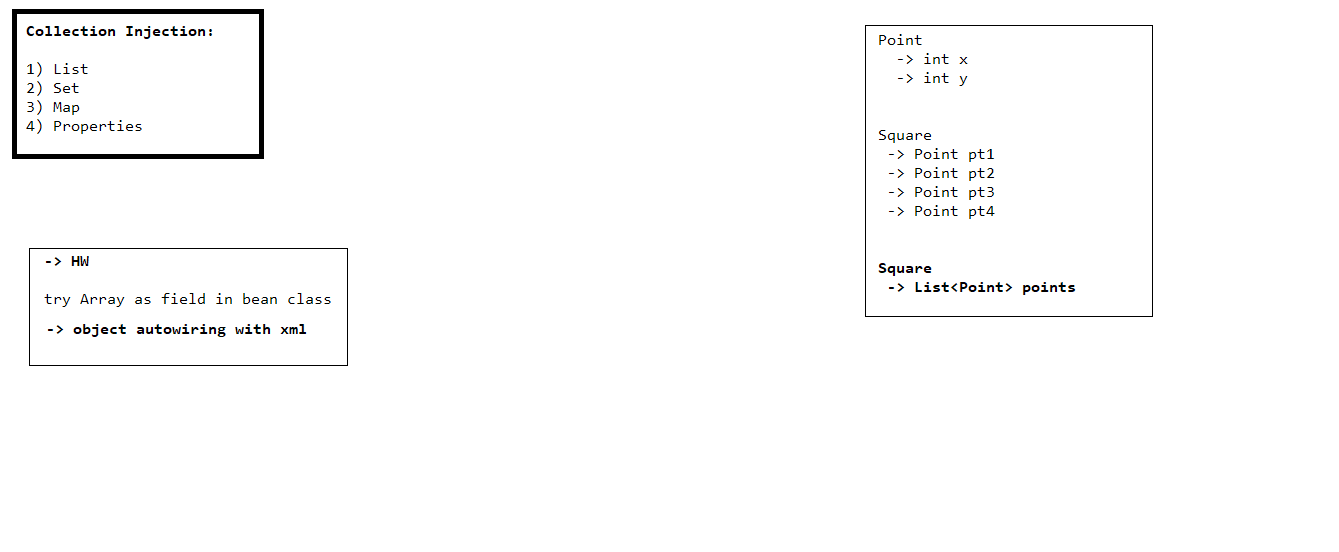 Collection Injection:
1) List
2) Set
3) Map
4) Properties
-> HW
try Array as field in bean class
-> object autowiring with xml
Point
-> int x
-> int y
Square
-> Point pt1
-> Point pt2
-> Point pt3
-> Point pt4
Square
-> List<Point> points